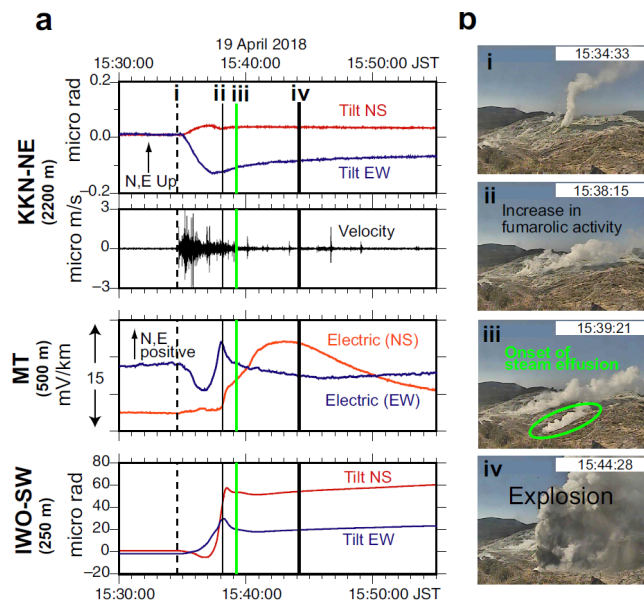 a
19 April 2018
15:30:00 15:40:00 15:50:00 JST
i ii iii iv
KKN-NE
(2200 m)
micro rad
0.2
0.0
-0.2
Tilt NS
N,E Up
Tilt EW
micro m/s
3
0
-3
Velocity
MT
(500 m)
mV/km
15
N,E
positive
Electric (NS)
Electric (EW)
IWO-SW
(250 m)
micro rad
80
60
40
20
0
-20
Tilt NS
Tilt EW
15:30:00 15:40:00 15:50:00 JST
b
i
15:34:33
ii
15:38:15
Increase in
fumarolic activity
iii
15:39:21
Onset of
steam effusion
iv
15:44:28
Explosion